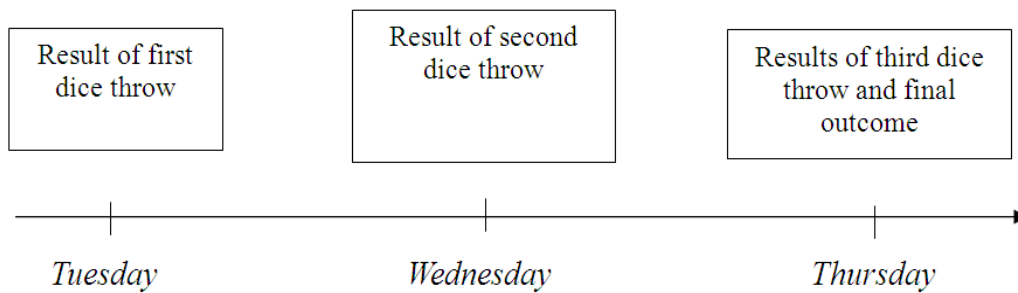 Result of first
dice throw
Result of second
dice throw
Results of third dice
throw and final
outcome
Tuesday
Wednesday
Thursday